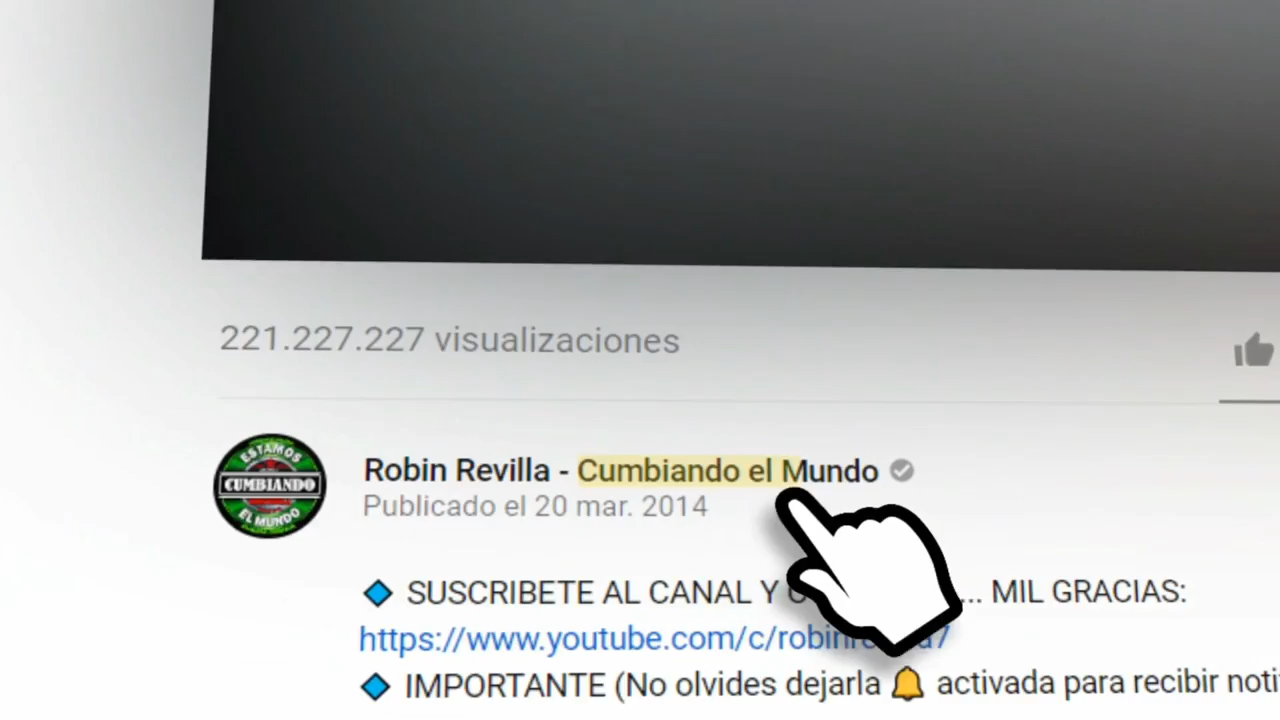 221.227.227 visualizaciones
ESTAMOS
CUMBIANDO
EL MUNDO
Robin Revilla - Cumbiando el Mundo
Publicado el 20 mar. 2014
SUSCRIBETE AL CANAL Y ... MIL GRACIAS:
https://www.youtube.com/c/robinre
IMPORTANTE (No olvides dejarla 🔔 activada para recibir noti